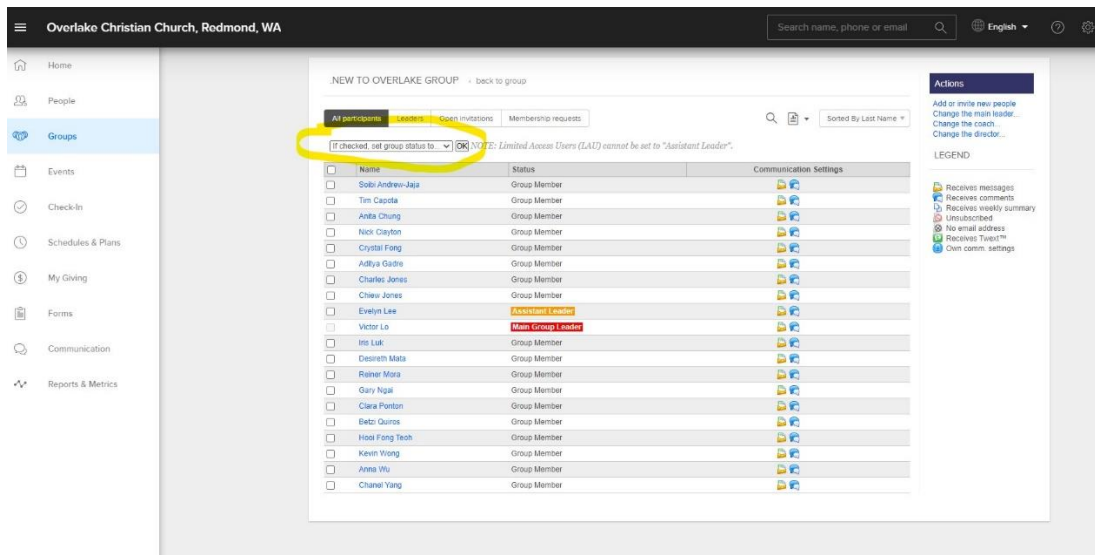 Overlake Christian Church, Redmond, WA
Search name, phone or email
English
Home
People
Groups
Events
Check-In
Schedules & Plans
My Giving
Forms
Communication
Reports & Metrics
.NEW TO OVERLAKE GROUP - back to group
All participants Leaders Open invitations Membership requests
Sorted By Last Name
If checked, set group status to... OK NOTE: Limited Access Users (LAU) cannot be set to "Assistant Leader".
Name Status Communication Settings
Soibi Andrew-Jaja Group Member
Tim Capota Group Member
Anita Chung Group Member
Nick Clayton Group Member
Crystal Fong Group Member
Aditya Gadre Group Member
Charles Jones Group Member
Chiew Jones Group Member
Evelyn Lee Assistant Leader
Victor Lo Main Group Leader
Iris Luk Group Member
Desireth Mata Group Member
Reiner Mora Group Member
Gary Ngai Group Member
Clara Ponton Group Member
Betzi Quiros Group Member
Hooi Fong Teoh Group Member
Kevin Wong Group Member
Anna Wu Group Member
Chanel Yang Group Member
Actions
Add or invite new people
Change the main leader...
Change the coach...
Change the director...
LEGEND
Receives messages
Receives comments
Receives weekly summary
Unsubscribed
No email address
Receives Twext™
Own comm. settings